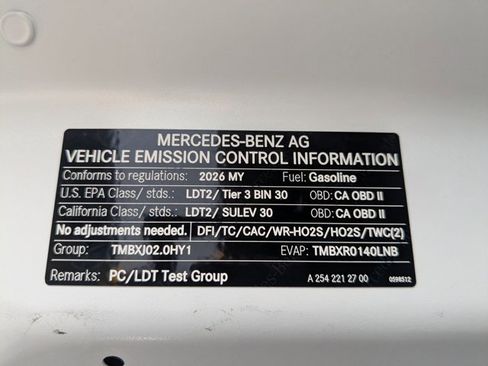 MERCEDES-BENZ AG
VEHICLE EMISSION CONTROL INFORMATION
Conforms to regulations: 2026 MY Fuel: Gasoline
U.S. EPA Class/ stds.: LDT2/ Tier 3 BIN 30 OBD: CA OBD II
California Class/ stds.: LDT2/ SULEV 30 OBD: CA OBD II
No adjustments needed. DFI/TC/CAC/WR-HO2S/HO2S/TWC(2)
Group: TMBXJ02.0HY1 EVAP: TMBXR0140LNB
Remarks: PC/LDT Test Group A 254 221 27 00 0598512